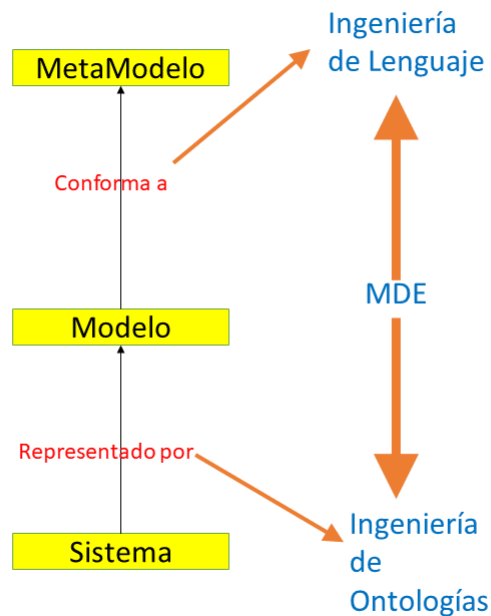 Ingeniería
de Lenguaje
MetaModelo
Conforma a
MDE
Modelo
Representado por
Ingeniería
de
Ontologías
Sistema